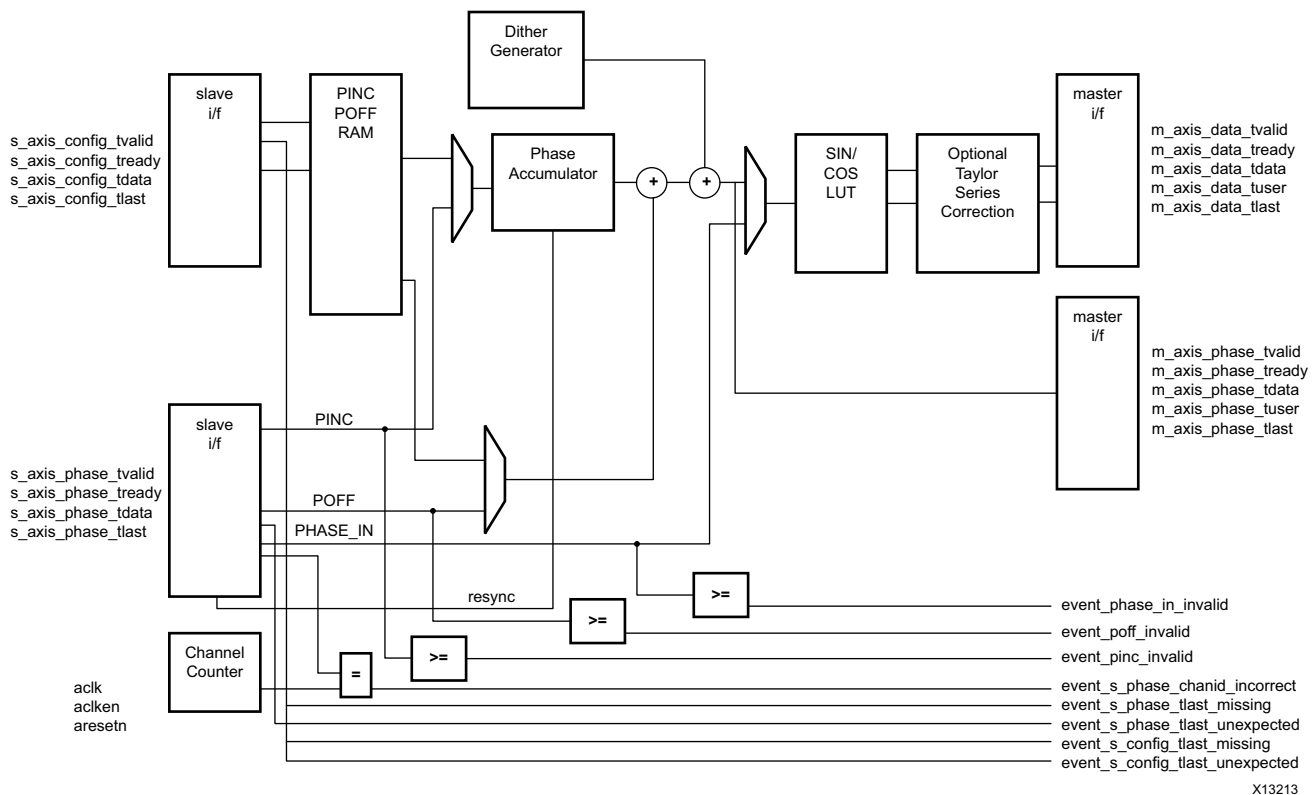 Dither
Generator
slave
i/f
PINC
POFF
RAM
master
i/f
s_axis_config_tvalid
s_axis_config_tready
s_axis_config_tdata
s_axis_config_tlast
Phase
Accumulator
+
+
SIN/
COS
LUT
Optional
Taylor
Series
Correction
m_axis_data_tvalid
m_axis_data_tready
m_axis_data_tdata
m_axis_data_tuser
m_axis_data_tlast
master
i/f
m_axis_phase_tvalid
m_axis_phase_tready
m_axis_phase_tdata
m_axis_phase_tuser
m_axis_phase_tlast
slave
i/f
PINC
s_axis_phase_tvalid
s_axis_phase_tready
s_axis_phase_tdata
s_axis_phase_tlast
POFF
PHASE_IN
resync
>=
>=
>=
=
Channel
Counter
aclk
aclken
aresetn
event_phase_in_invalid
event_poff_invalid
event_pinc_invalid
event_s_phase_chanid_incorrect
event_s_phase_tlast_missing
event_s_phase_tlast_unexpected
event_s_config_tlast_missing
event_s_config_tlast_unexpected
X13213